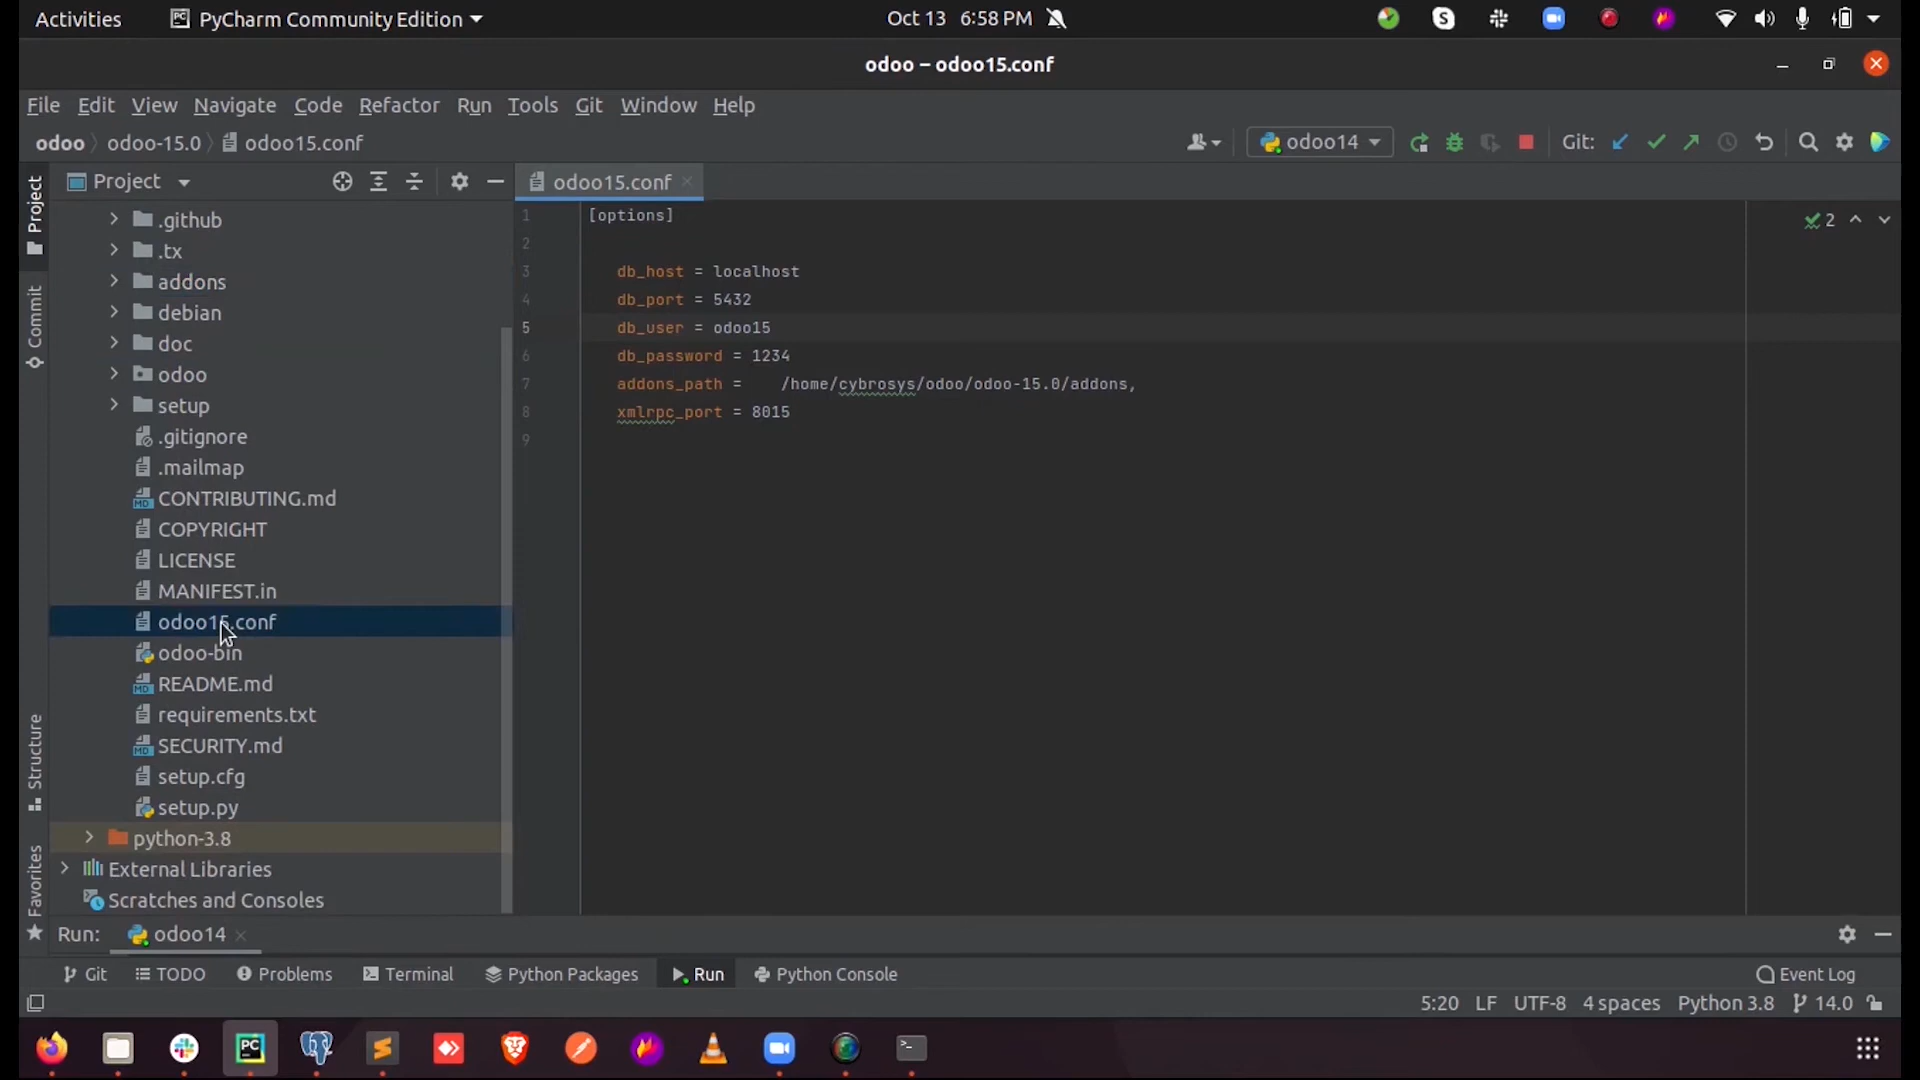 Activities PyCharm Community Edition Oct 13 6:58 PM
odoo – odoo15.conf
File Edit View Navigate Code Refactor Run Tools Git Window Help
odoo odoo-15.0 odoo15.conf odoo14 Git:
Project odoo15.conf
Project
Commit
Structure
Favorites
.github
.tx
addons
debian
doc
odoo
setup
.gitignore
.mailmap
CONTRIBUTING.md
COPYRIGHT
LICENSE
MANIFEST.in
odoo15.conf
odoo-bin
README.md
requirements.txt
SECURITY.md
setup.cfg
setup.py
python-3.8
External Libraries
Scratches and Consoles
1 [options]
2
3 db_host = localhost
4 db_port = 5432
5 db_user = odoo15
6 db_password = 1234
7 addons_path = /home/cybrosys/odoo/odoo-15.0/addons,
8 xmlrpc_port = 8015
9
2
Run: odoo14
Git TODO Problems Terminal Python Packages Run Python Console Event Log
5:20 LF UTF-8 4 spaces Python 3.8 14.0